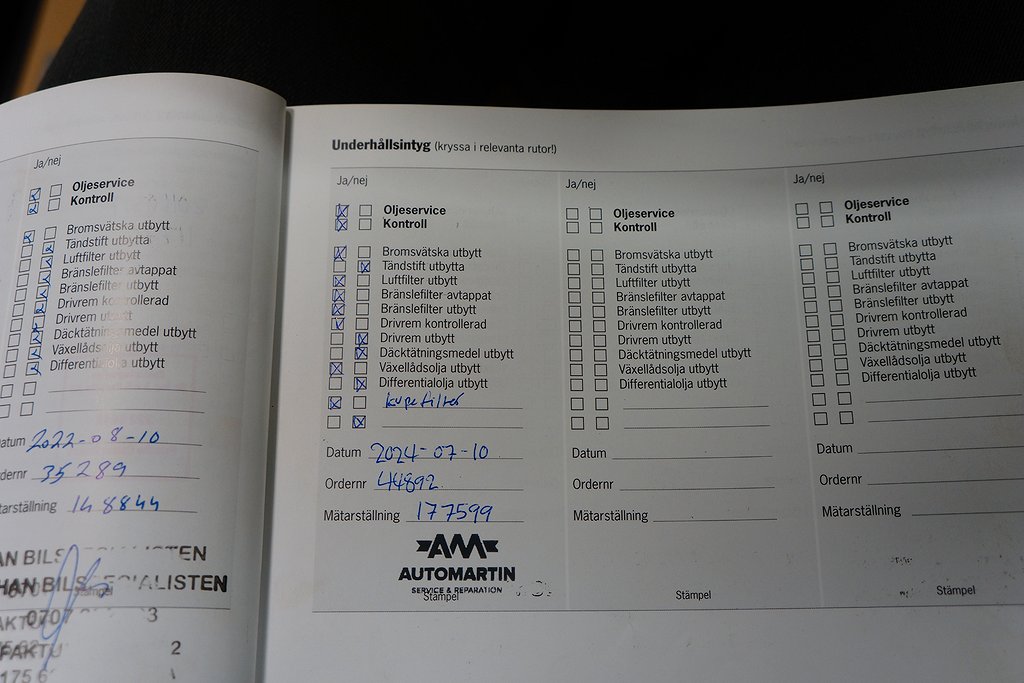 Ja/nej
Oljeservice
Kontroll
Bromsvätska utbytt
Tändstift utbytta
Luftfilter utbytt
Bränslefilter avtappat
Bränslefilter utbytt
Drivrem kontrollerad
Drivrem utbytt
Däcktätningsmedel utbytt
Växellådsolja utbytt
Differentialolja utbytt
Datum 2022-08-10
Ordernr 35289
Mätarställning 148844
Stämpel
0707
3
FAKTU
2
Underhållsintyg (kryssa i relevanta rutor!)
Ja/nej
Oljeservice
Kontroll
Bromsvätska utbytt
Tändstift utbytta
Luftfilter utbytt
Bränslefilter avtappat
Bränslefilter utbytt
Drivrem kontrollerad
Drivrem utbytt
Däcktätningsmedel utbytt
Växellådsolja utbytt
Differentialolja utbytt
kupefilter
Datum 2024-07-10
Ordernr 44892
Mätarställning 177599
AM
AUTOMARTIN
SERVICE & REPARATION
Stämpel
Ja/nej
Oljeservice
Kontroll
Bromsvätska utbytt
Tändstift utbytta
Luftfilter utbytt
Bränslefilter avtappat
Bränslefilter utbytt
Drivrem kontrollerad
Drivrem utbytt
Däcktätningsmedel utbytt
Växellådsolja utbytt
Differentialolja utbytt
Datum
Ordernr
Mätarställning
Stämpel
Ja/nej
Oljeservice
Kontroll
Bromsvätska utbytt
Tändstift utbytta
Luftfilter utbytt
Bränslefilter avtappat
Bränslefilter utbytt
Drivrem kontrollerad
Drivrem utbytt
Däcktätningsmedel utbytt
Växellådsolja utbytt
Differentialolja utbytt
Datum
Ordernr
Mätarställning
Stämpel